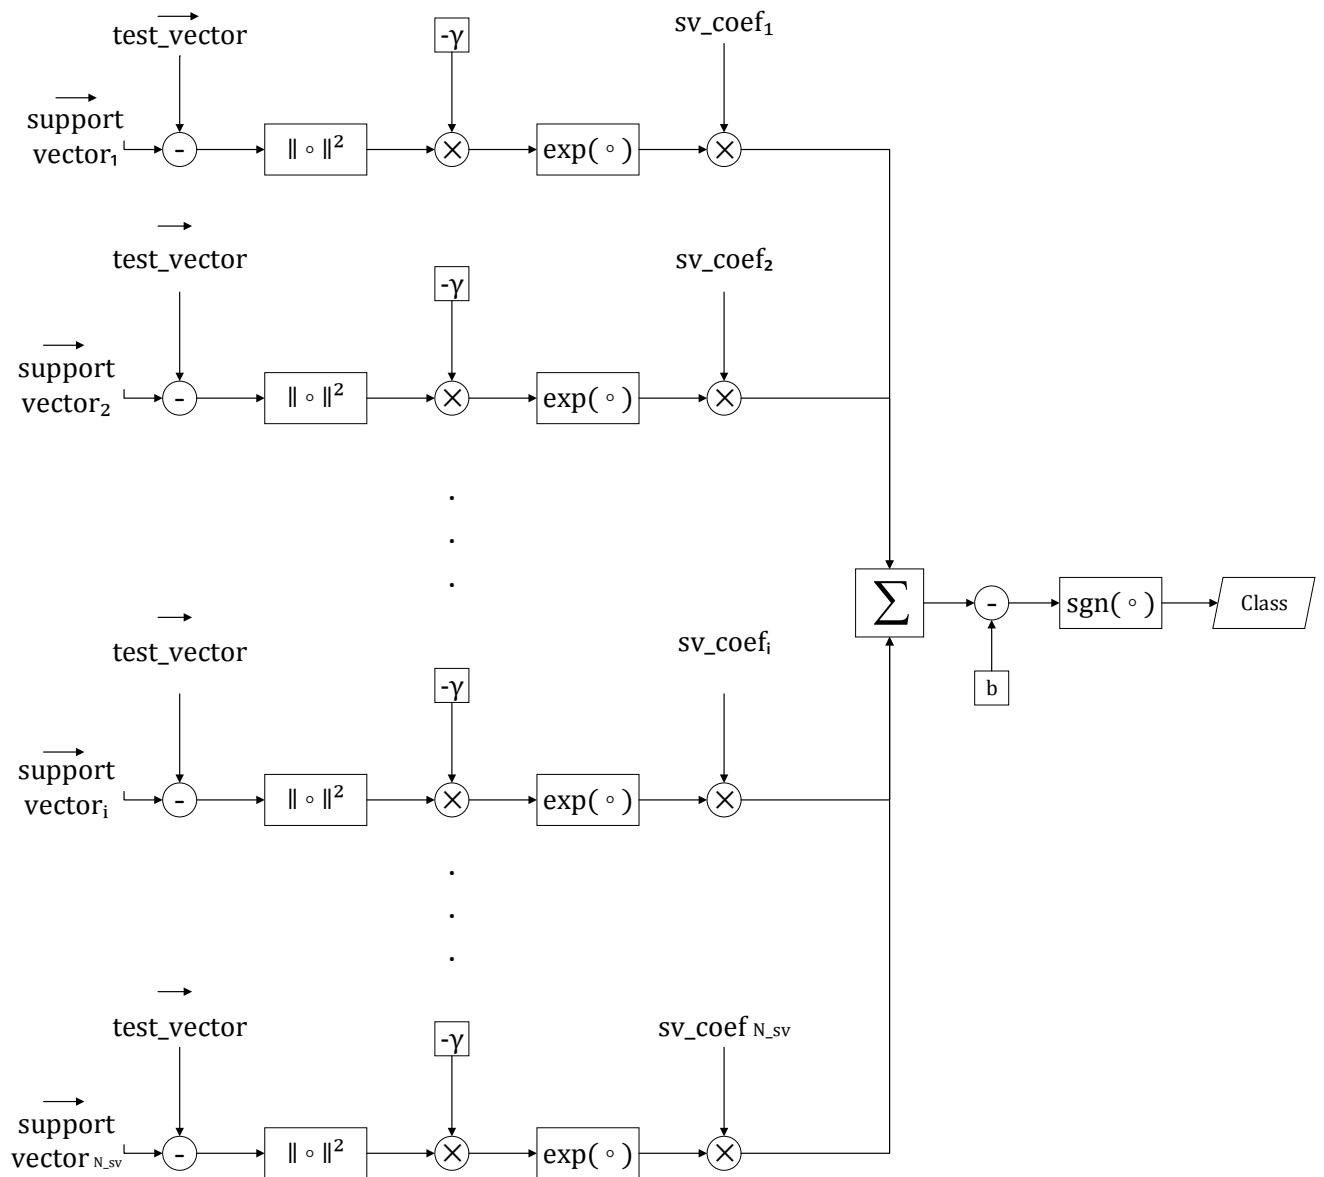 test_vector
-γ
sv_coef₁
support
vector₁
-
‖∘‖²
×
exp(∘)
×
test_vector
-γ
sv_coef₂
support
vector₂
-
‖∘‖²
×
exp(∘)
×
.
.
.
∑
-
sgn(∘)
Class
b
test_vector
-γ
sv_coefᵢ
support
vectorᵢ
-
‖∘‖²
×
exp(∘)
×
.
.
.
test_vector
-γ
sv_coef N_sv
support
vector N_sv
-
‖∘‖²
×
exp(∘)
×